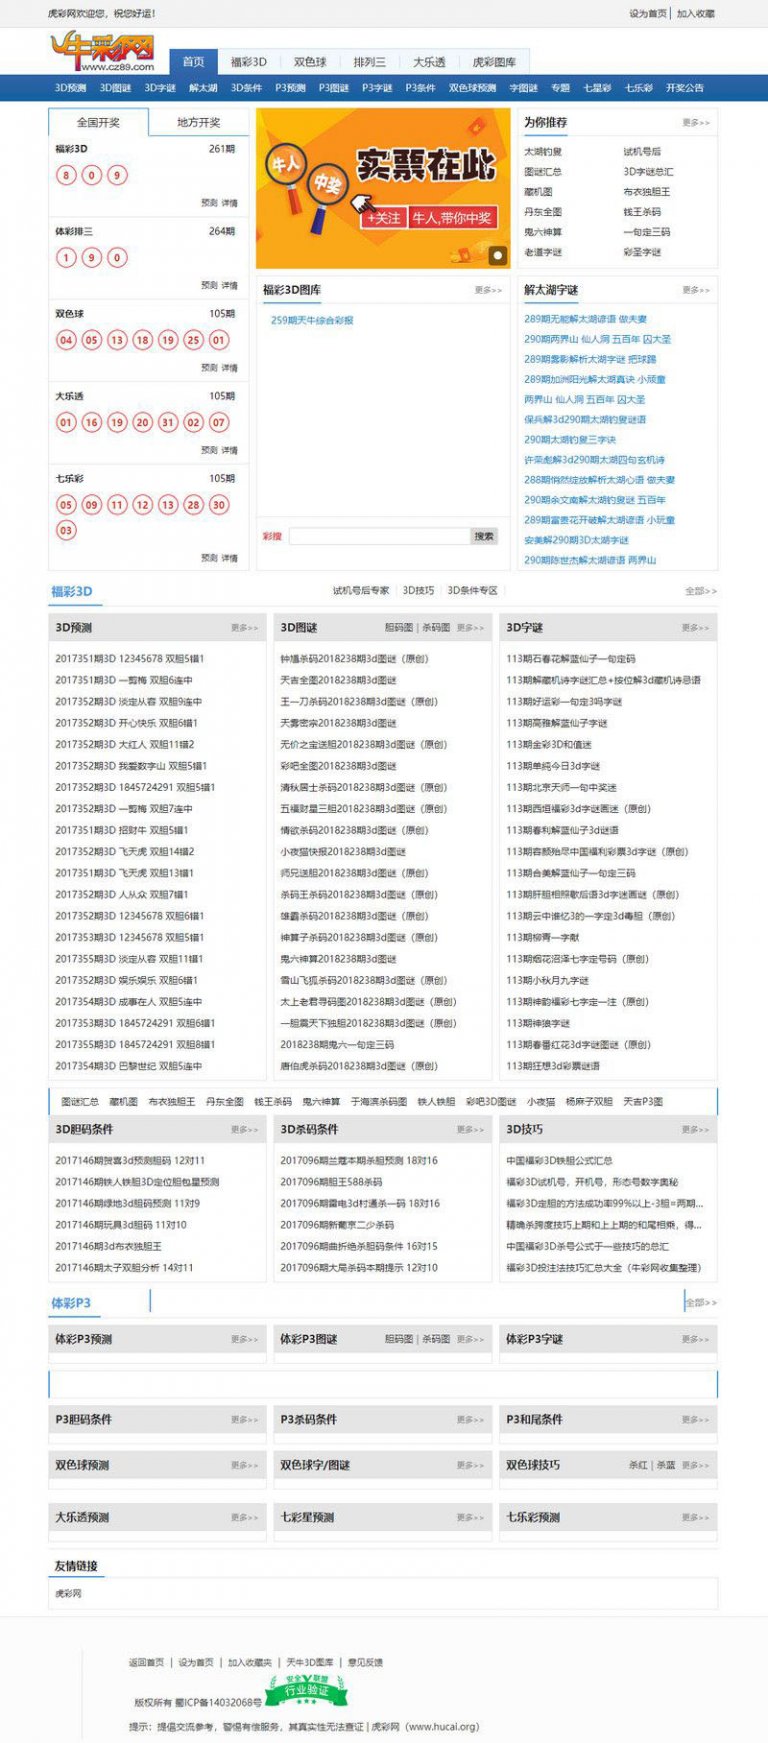 虎彩网欢迎您，祝您好运！
设为首页 | 加入收藏
牛彩网
www.cz89.com
首页 福彩3D 双色球 排列三 大乐透 虎彩图库
3D预测 3D图谜 3D字谜 解太湖 3D条件 P3预测 P3图谜 P3字谜 P3条件 双色球预测 字图谜 专题 七星彩 七乐彩 开奖公告
全国开奖 地方开奖
福彩3D 261期
8 0 9
预测 详情
体彩排三 264期
1 9 0
预测 详情
双色球 105期
04 05 13 18 19 25 01
预测 详情
大乐透 105期
01 16 19 20 31 02 07
预测 详情
七乐彩 105期
05 09 11 12 13 28 30
03
预测 详情
牛人 中奖
实票在此
+关注 牛人,带你中奖
福彩3D图库 更多>>
259期天牛综合彩报
彩搜 搜索
为你推荐 更多>>
太湖钓叟 试机号后
图谜汇总 3D字谜总汇
藏机图 布衣独胆王
丹东全图 钱王杀码
鬼六神算 一句定三码
老道字谜 彩圣字谜
解太湖字谜 更多>>
289期无能解太湖谚语 做夫妻
290期两界山 仙人洞 五百年 囚大圣
289期露影解析太湖字谜 把球踢
289期加洲阳光解太湖真诀 小顽童
两界山 仙人洞 五百年 囚大圣
保兵解3d290期太湖钓叟谜语
290期太湖钓叟三字诀
许荣彪解3d290期太湖四句玄机诗
288期悄然绽放解析太湖心语 做夫妻
290期余文南解太湖钓叟谜 五百年
289期富贵花开破解太湖谚语 小玩童
安美解290期3D太湖字谜
290期陈世杰解太湖谚语 两界山
福彩3D 试机号后专家 3D技巧 3D条件专区 全部>>
3D预测 更多>>
2017351期3D 12345678 双胆5错1
2017351期3D 一剪梅 双胆6连中
2017352期3D 淡定从容 双胆9连中
2017352期3D 开心快乐 双胆6错1
2017352期3D 大红人 双胆11错2
2017352期3D 我爱数字山 双胆5错1
2017352期3D 1845724291 双胆5错1
2017352期3D 一剪梅 双胆7连中
2017351期3D 招财牛 双胆5错1
2017352期3D 飞天虎 双胆14错2
2017351期3D 飞天虎 双胆13错1
2017352期3D 人从众 双胆7错1
2017352期3D 12345678 双胆6错1
2017353期3D 12345678 双胆5错1
2017355期3D 淡定从容 双胆11错1
2017352期3D 娱乐娱乐 双胆6错1
2017354期3D 成事在人 双胆5连中
2017353期3D 1845724291 双胆6错1
2017355期3D 1845724291 双胆8错1
2017354期3D 巴黎世纪 双胆5连中
3D图谜 胆码图 | 杀码图 更多>>
钟馗杀码2018238期3d图谜（原创）
天吉全图2018238期3d图谜
王一刀杀码2018238期3d图谜（原创）
天霸密宗2018238期3d图谜
无价之宝送胆2018238期3d图谜（原创）
彩吧全图2018238期3d图谜
清秋居士杀码2018238期3d图谜（原创）
五福财星三胆2018238期3d图谜（原创）
情欲杀码2018238期3d图谜（原创）
小夜猫快报2018238期3d图谜
师兄送胆2018238期3d图谜（原创）
杀码王杀码2018238期3d图谜（原创）
雄霸杀码2018238期3d图谜（原创）
神算子杀码2018238期3d图谜（原创）
鬼六神算2018238期3d图谜
雪山飞狐杀码2018238期3d图谜（原创）
太上老君寻码图2018238期3d图谜（原创）
一胆震天下独胆2018238期3d图谜（原创）
2018238期鬼六一句定三码
唐伯虎杀码2018238期3d图谜（原创）
3D字谜 更多>>
113期石春花解蓝仙子一句定码
113期解藏机诗字谜汇总+按位解3d藏机诗忌语
113期好运彩一句定3吗字谜
113期高雅解蓝仙子字谜
113期金彩3D和值迷
113期单纯今日3d字谜
113期北京天师一句中奖迷
113期西垣福彩3d字谜画迷（原创）
113期春利解蓝仙子3d谜语
113期容颜殆尽中国福利彩票3d字谜（原创）
113期合美解蓝仙子一句定三码
113期肝胆相照歇后语3d字迷画谜（原创）
113期云中谁忆3的一字定3d毒胆（原创）
113期柳青一字献
113期烟花沼泽七字定号码（原创）
113期小秋月九字谜
113期神韵福彩七字定一注（原创）
113期神狼字谜
113期春番红花3d字谜图谜（原创）
113期狂想3d彩票谜语
图谜汇总 藏机图 布衣独胆王 丹东全图 钱王杀码 鬼六神算 于海滨杀码图 铁人铁胆 彩吧3D图谜 小夜猫 杨麻子双胆 天吉P3图
3D胆码条件 更多>>
2017146期贺喜3d预测胆码 12对11
2017146期铁人铁胆3D定位胆包星预测
2017146期绿地3d胆码预测 11对9
2017146期玩具3d胆码 11对10
2017146期3d布衣独胆王
2017146期太子双胆分析 14对11
3D杀码条件 更多>>
2017096期兰蔻本期杀胆预测 18对16
2017096期胆王588杀码
2017096期雷电3d村通杀一码 18对16
2017096期新葡京二少杀码
2017096期曲折绝杀胆码条件 16对15
2017096期大局杀码本期提示 12对10
3D技巧 更多>>
中国福彩3D铁胆公式汇总
福彩3D试机号，开机号，形态号数字奥秘
福彩3D定胆的方法成功率99%以上-3胆=两期...
精确杀跨度技巧上期和上上期的和尾相乘，得...
中国福彩3D杀号公式于一些技巧的总汇
福彩3D投注法技巧汇总大全（牛彩网收集整理）
体彩P3 全部>>
体彩P3预测 更多>>
体彩P3图谜 胆码图 | 杀码图 更多>>
体彩P3字谜 更多>>
P3胆码条件 更多>>
P3杀码条件 更多>>
P3和尾条件 更多>>
双色球预测 更多>>
双色球字/图谜 更多>>
双色球技巧 杀红 | 杀蓝 更多>>
大乐透预测 更多>>
七彩星预测 更多>>
七乐彩预测 更多>>
友情链接
虎彩网
返回首页 | 设为首页 | 加入收藏夹 | 天牛3D图库 | 意见反馈
版权所有 蜀ICP备14032068号
安全联盟
行业验证
提示：提倡交流参考，警惕有偿服务，其真实性无法查证 | 虎彩网（www.hucai.org）